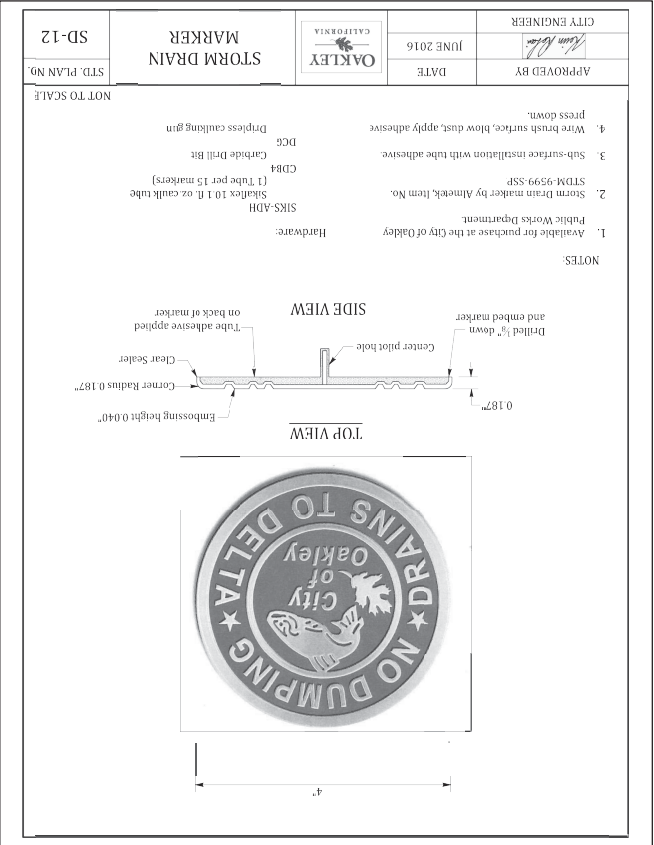 4"
NO DUMPING ★ DRAINS TO DELTA ★
City
of
Oakley
TOP VIEW
0.187"
Embossing height 0.040"
Corner Radius 0.187"
Clear Sealer
Center pilot hole
Drilled 1/8" down
and embed marker
Tube adhesive applied
on back of marker
SIDE VIEW
NOTES:
1. Available for purchase at the City of Oakley
Public Works Department.
2. Storm Drain marker by Almetek, Item No.
STDM-9599-SSP
3. Sub-surface installation with tube adhesive.
4. Wire brush surface, blow dust, apply adhesive
press down.
Hardware:
SIKS-ADH
Sikaflex 10.1 fl. oz. caulk tube
(1 Tube per 15 markers)
CDB4
Carbide Drill Bit
DCG
Dripless caulking gun
NOT TO SCALE
APPROVED BY
CITY ENGINEER
DATE
JUNE 2016
OAKLEY
CALIFORNIA
STORM DRAIN
MARKER
STD. PLAN No.
SD-12